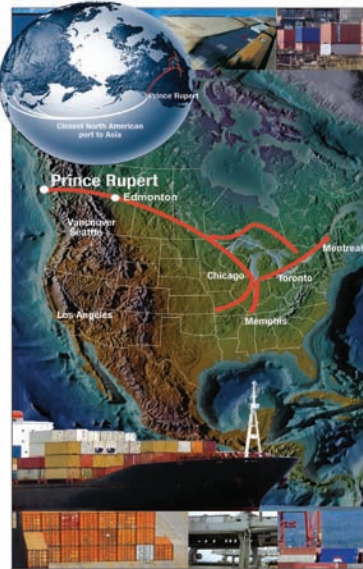 Prince Rupert
Closest North American
port to Asia
Prince Rupert
Edmonton
Vancouver
Seattle
Montreal
Chicago
Toronto
Los Angeles
Memphis